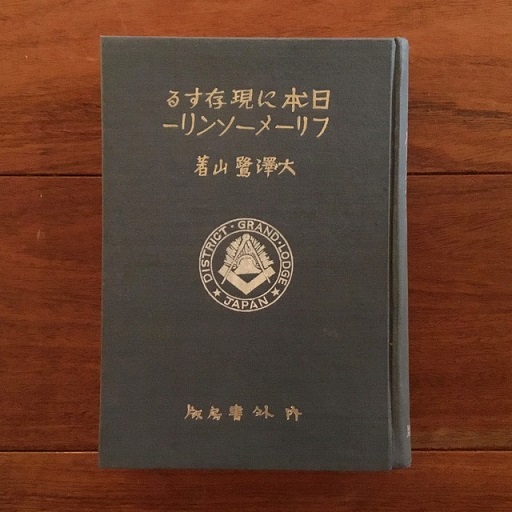 日本に現存する
フリーメーソンリー
大澤鷺山著
DISTRICT · GRAND · LODGE
★ JAPAN ★
内外書房版